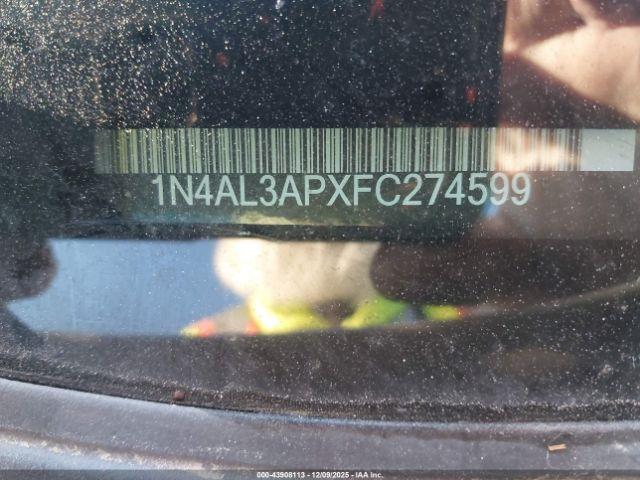 1N4AL3APXFC274599
000-43908113 • 12/09/2025 • IAA Inc.